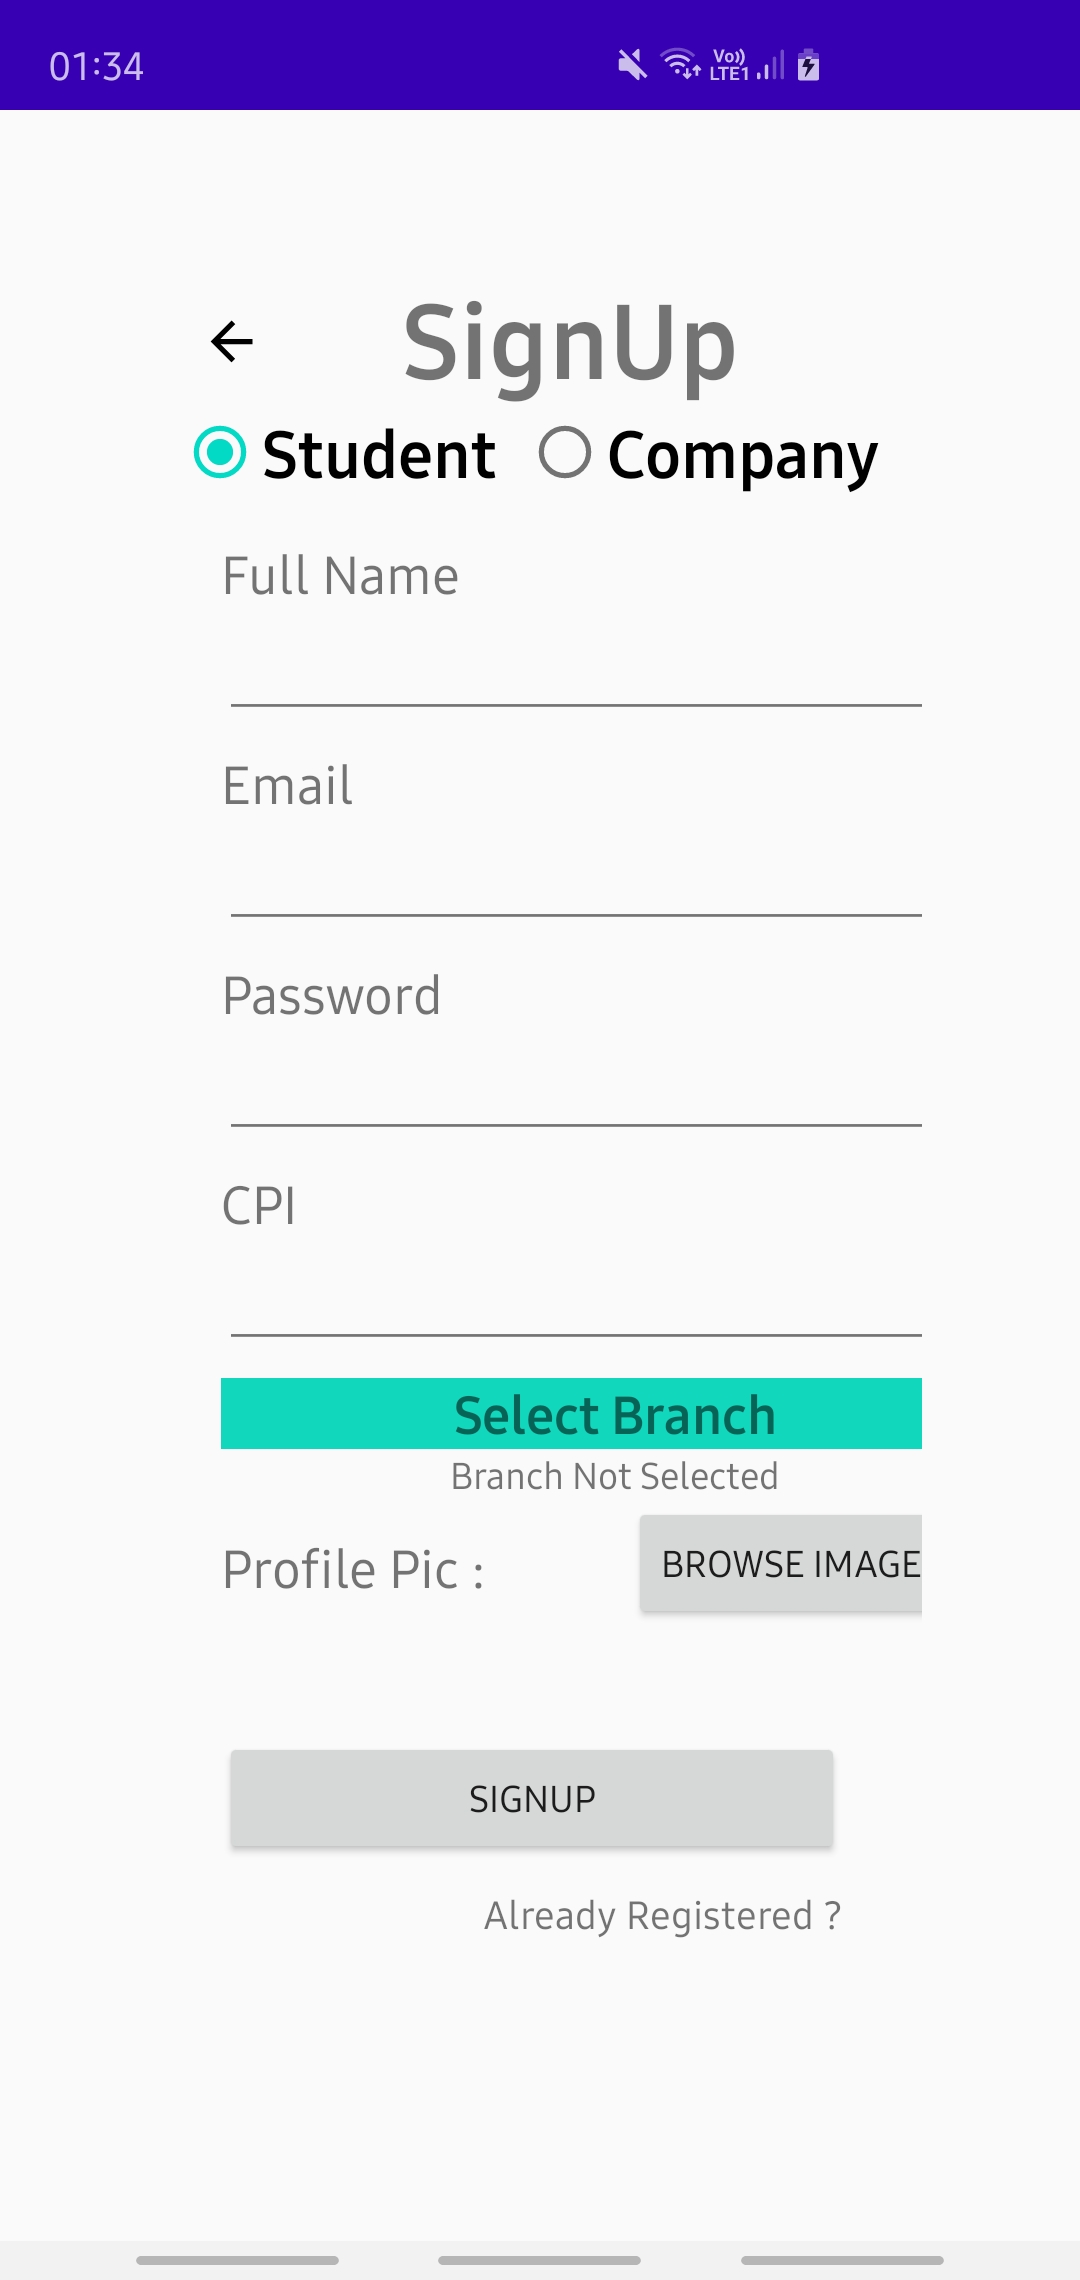 01:34 Vo)) LTE1
SignUp
Student Company
Full Name
Email
Password
CPI
Select Branch
Branch Not Selected
Profile Pic : BROWSE IMAGE
SIGNUP
Already Registered ?